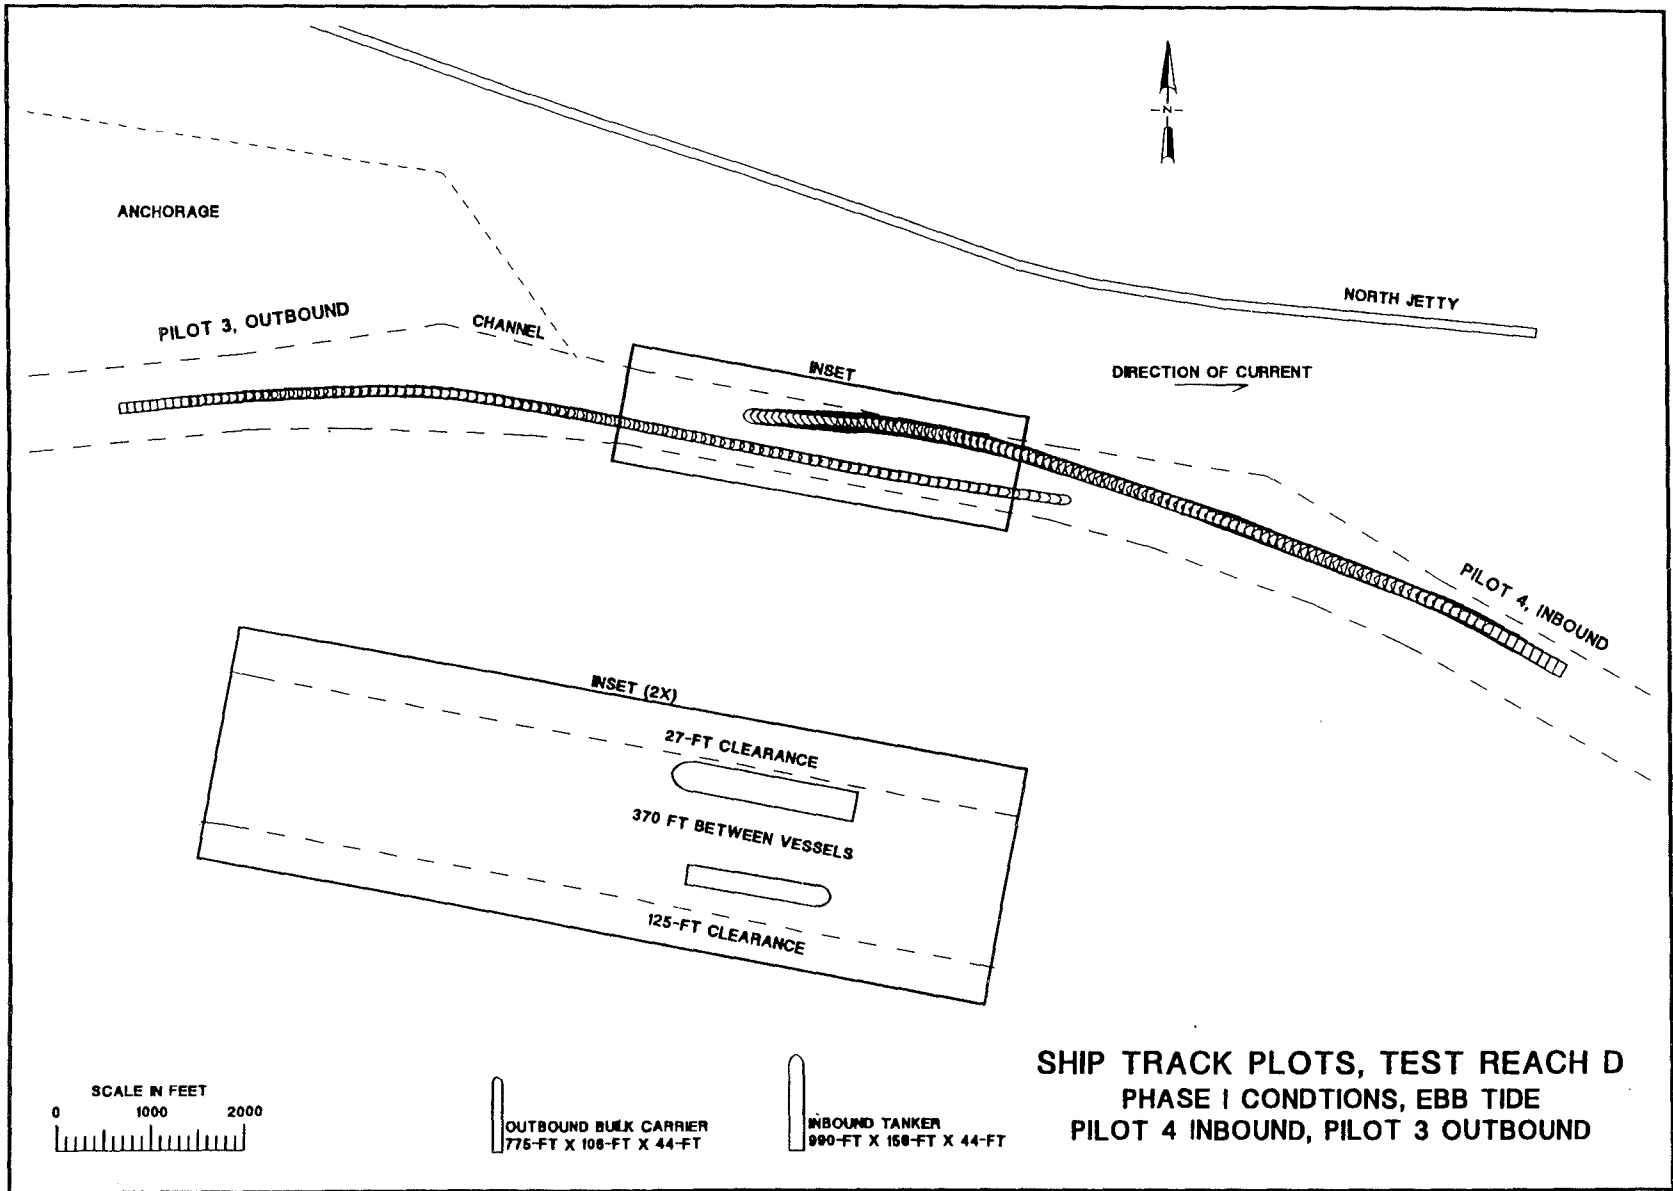 N
ANCHORAGE
NORTH JETTY
PILOT 3, OUTBOUND
CHANNEL
INSET
DIRECTION OF CURRENT
PILOT 4, INBOUND
INSET (2X)
27-FT CLEARANCE
370 FT BETWEEN VESSELS
125-FT CLEARANCE
SCALE IN FEET
0 1000 2000
OUTBOUND BULK CARRIER
775-FT X 106-FT X 44-FT
INBOUND TANKER
990-FT X 156-FT X 44-FT
SHIP TRACK PLOTS, TEST REACH D
PHASE I CONDTIONS, EBB TIDE
PILOT 4 INBOUND, PILOT 3 OUTBOUND